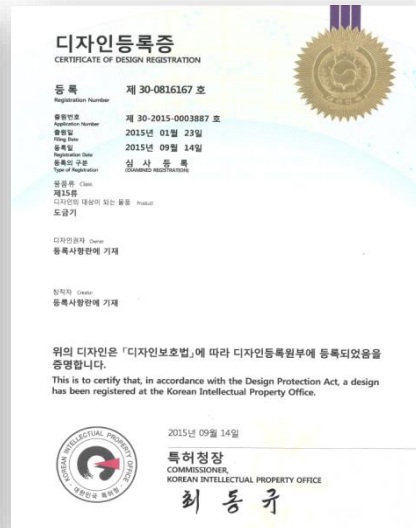 디자인등록증
CERTIFICATE OF DESIGN REGISTRATION
등 록 제 30-0816167 호
Registration Number
출원번호 제 30-2015-0003887 호
Application Number
출원일 2015년 01월 23일
Filing Date
등록일 2015년 09월 14일
Registration Date
등록의 구분 심 사 등 록
Type of Registration (EXAMINED REGISTRATION)
물품류 Class
제15류
디자인의 대상이 되는 물품 Product
도금기
디자인권자 Owner
등록사항란에 기재
창작자 Creator
등록사항란에 기재
위의 디자인은 「디자인보호법」에 따라 디자인등록원부에 등록되었음을
증명합니다.
This is to certify that, in accordance with the Design Protection Act, a design
has been registered at the Korean Intellectual Property Office.
2015년 09월 14일
특허청장
COMMISSIONER,
KOREAN INTELLECTUAL PROPERTY OFFICE
최동규
KOREAN INTELLECTUAL PROPERTY OFFICE
대한민국 특허청